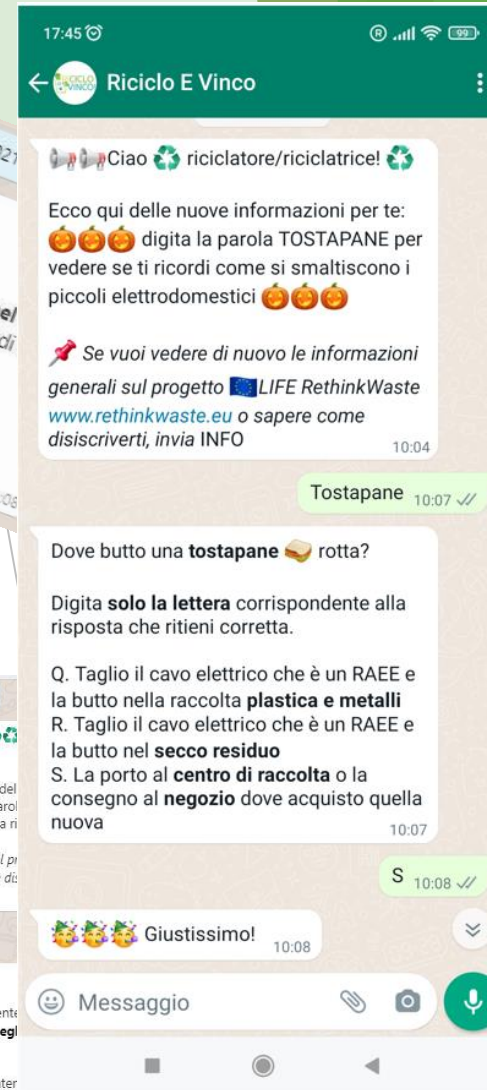 17:45
99
Riciclo E Vinco
Ciao ♻️ riciclatore/riciclatrice! ♻️
Ecco qui delle nuove informazioni per te:
🎃🎃🎃 digita la parola TOSTAPANE per
vedere se ti ricordi come si smaltiscono i
piccoli elettrodomestici 🎃🎃🎃
📌 Se vuoi vedere di nuovo le informazioni
generali sul progetto 🇪🇺LIFE RethinkWaste
www.rethinkwaste.eu o sapere come
disiscriverti, invia INFO
10:04
Tostapane 10:07
Dove butto una tostapane 🥪 rotta?
Digita solo la lettera corrispondente alla
risposta che ritieni corretta.
Q. Taglio il cavo elettrico che è un RAEE e
la butto nella raccolta plastica e metalli
R. Taglio il cavo elettrico che è un RAEE e
la butto nel secco residuo
S. La porto al centro di raccolta o la
consegno al negozio dove acquisto quella
nuova
10:07
S 10:08
🥳🥳🥳 Giustissimo! 10:08
Messaggio